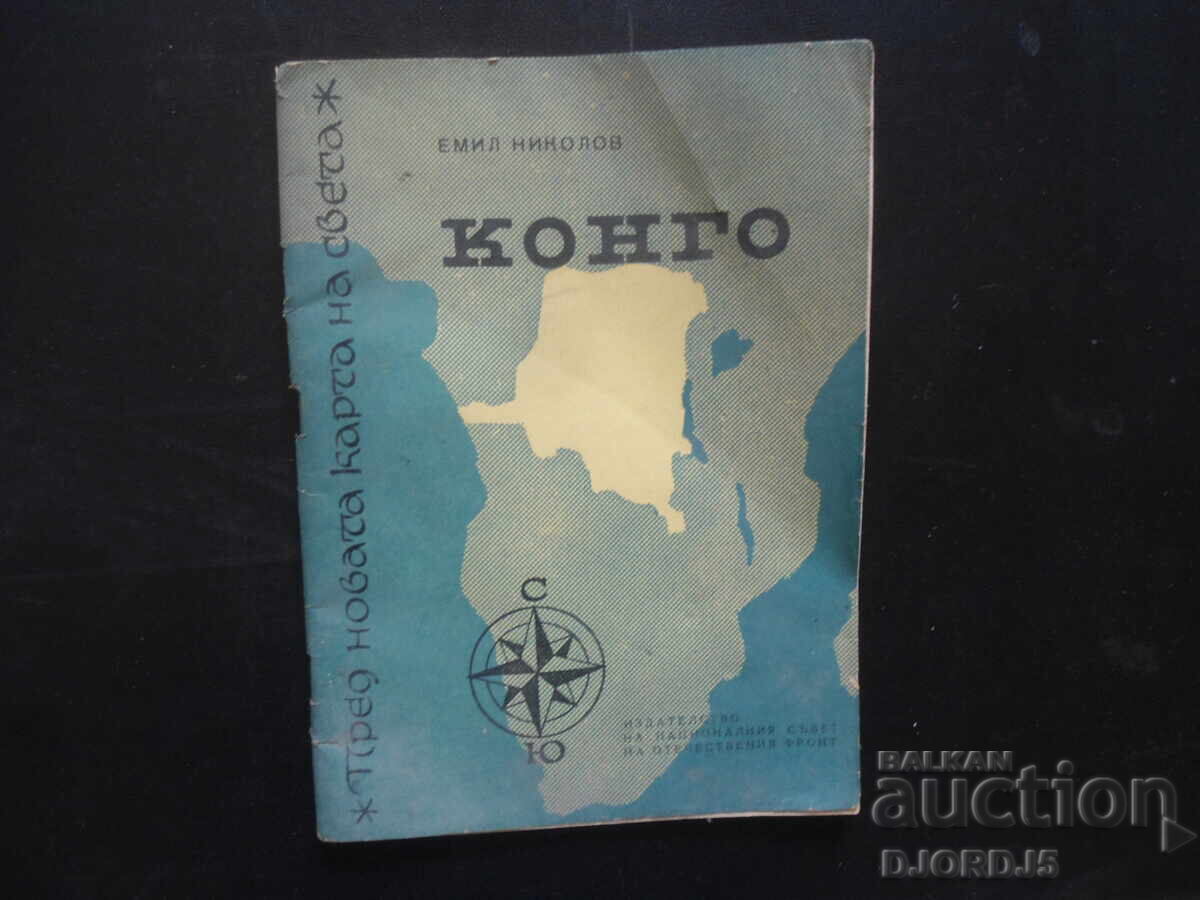 * Пред новата карта на света *
ЕМИЛ НИКОЛОВ
КОНГО
С
Ю
ИЗДАТЕЛСТВО
НА НАЦИОНАЛНИЯ СЪВЕТ
НА ОТЕЧЕСТВЕНИЯ ФРОНТ
BALKAN
auction
DJORDJ5